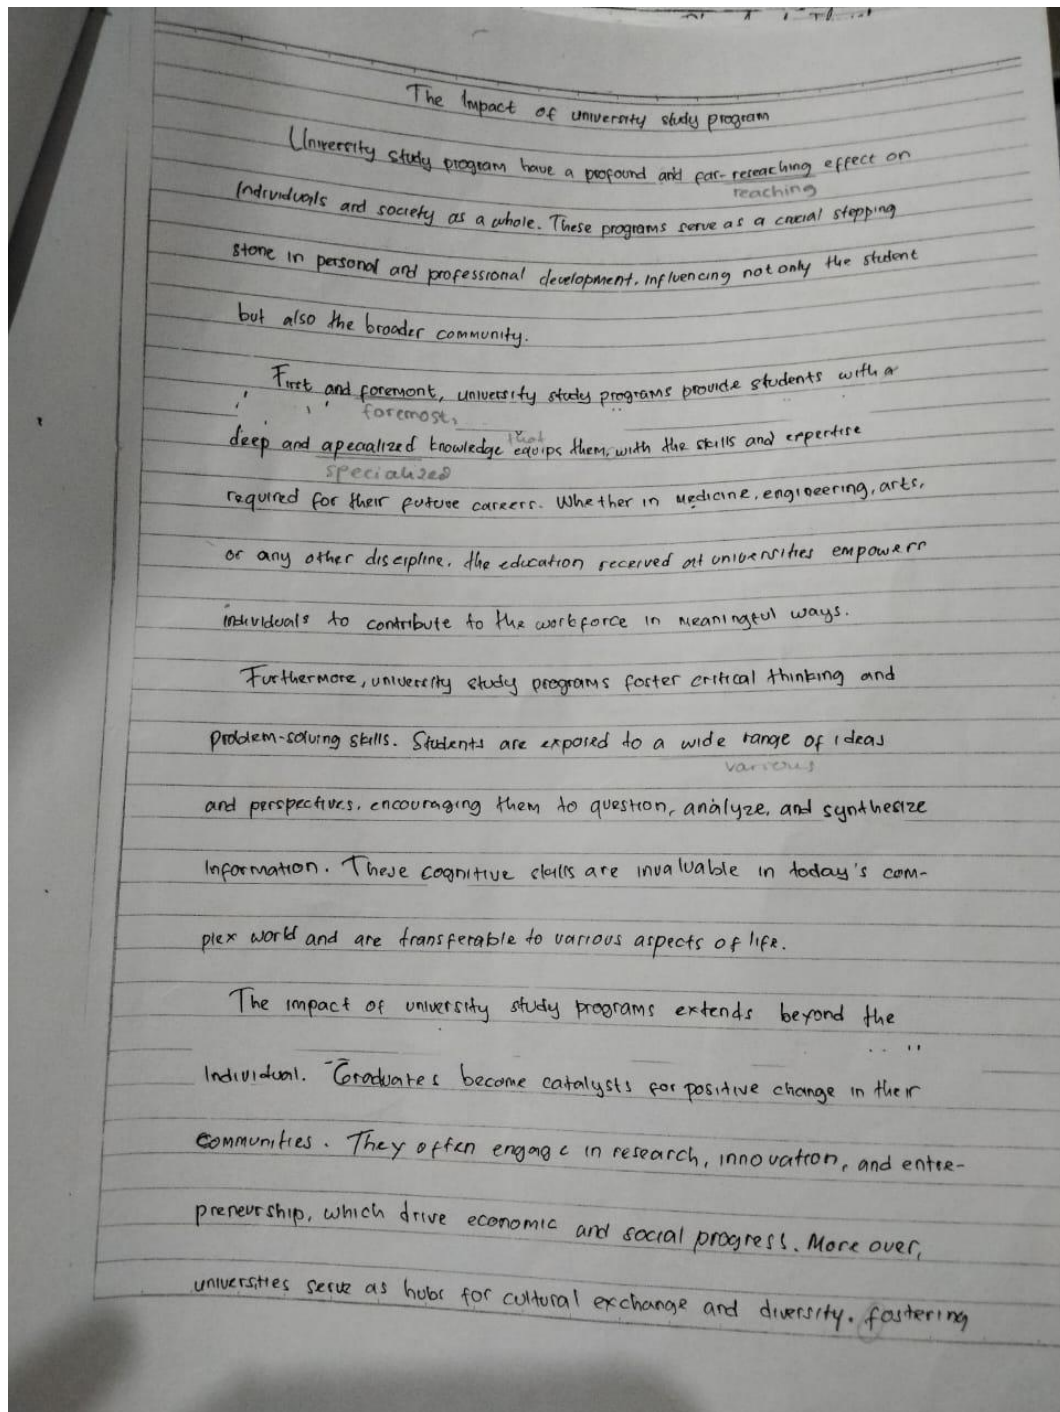 The Impact of university study program
University study program have a profound and far-reseaching effect on
reaching
Individuals and society as a whole. These programs serve as a crucial stepping
stone in personal and professional development. Influencing not only the student
but also the broader community.
First and foremont, university study programs provide students with a
foremost,
that
deep and apecialized knowledge equips them, with the skills and expertise
specialized
required for their future careers. Whether in medicine, engineering, arts,
or any other discipline, the education received at universities empowers
individuals to contribute to the workforce in meaningful ways.
Furthermore, university study programs foster critical thinking and
problem-solving skills. Students are exposed to a wide range of ideas
various
and perspectives, encouraging them to question, analyze, and synthesize
Information. These cognitive skills are invaluable in today's com-
plex world and are transferable to various aspects of life.
The impact of university study programs extends beyond the
Individual. Graduates become catalysts for positive change in their
communities. They often engage in research, innovation, and entre-
preneurship, which drive economic and social progress. More over,
universities serve as hubs for cultural exchange and diversity. fostering